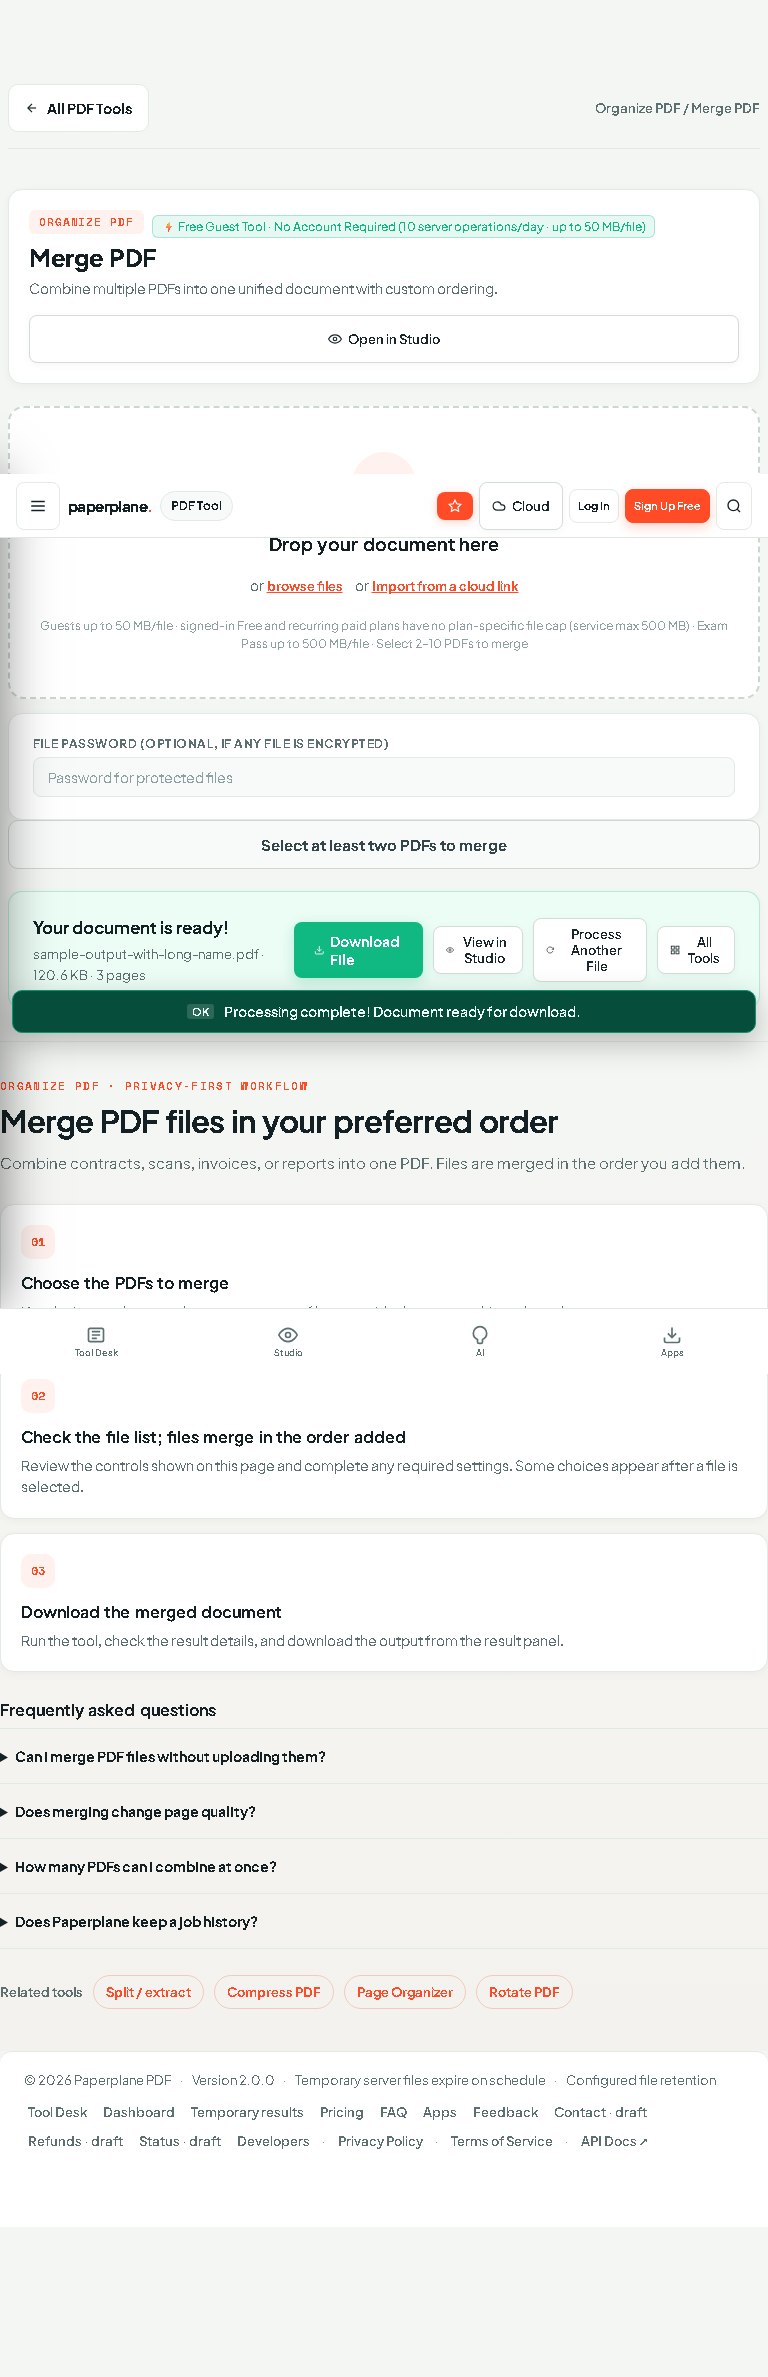 All PDF Tools
Organize PDF / Merge PDF
ORGANIZE PDF
Free Guest Tool · No Account Required (10 server operations/day · up to 50 MB/file)
Merge PDF
Combine multiple PDFs into one unified document with custom ordering.
Open in Studio
paperplane.
PDF Tool
Cloud
Log In
Sign Up Free
Drop your document here
or browse files or Import from a cloud link
Guests up to 50 MB/file · signed-in Free and recurring paid plans have no plan-specific file cap (service max 500 MB) · Exam
Pass up to 500 MB/file · Select 2–10 PDFs to merge
FILE PASSWORD (OPTIONAL, IF ANY FILE IS ENCRYPTED)
Password for protected files
Select at least two PDFs to merge
Your document is ready!
sample-output-with-long-name.pdf ·
120.6 KB · 3 pages
Download
File
View in
Studio
Process
Another
File
All
Tools
OK Processing complete! Document ready for download.
ORGANIZE PDF · PRIVACY-FIRST WORKFLOW
Merge PDF files in your preferred order
Combine contracts, scans, invoices, or reports into one PDF. Files are merged in the order you add them.
01
Choose the PDFs to merge
Tool Desk
Studio
AI
Apps
02
Check the file list; files merge in the order added
Review the controls shown on this page and complete any required settings. Some choices appear after a file is
selected.
03
Download the merged document
Run the tool, check the result details, and download the output from the result panel.
Frequently asked questions
Can I merge PDF files without uploading them?
Does merging change page quality?
How many PDFs can I combine at once?
Does Paperplane keep a job history?
Related tools
Split / extract
Compress PDF
Page Organizer
Rotate PDF
© 2026 Paperplane PDF · Version 2.0.0 · Temporary server files expire on schedule · Configured file retention
Tool Desk Dashboard Temporary results Pricing FAQ Apps Feedback Contact · draft
Refunds · draft Status · draft Developers · Privacy Policy · Terms of Service · API Docs ↗